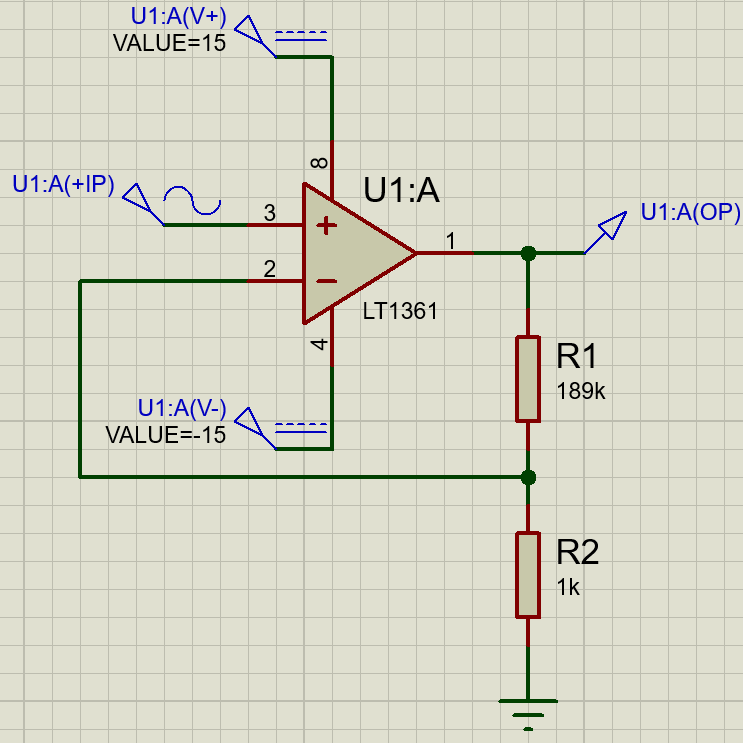 U1:A(V+)
VALUE=15
8
U1:A(+IP)
U1:A
3
+
U1:A(OP)
1
2
−
LT1361
4
R1
189k
U1:A(V-)
VALUE=-15
R2
1k